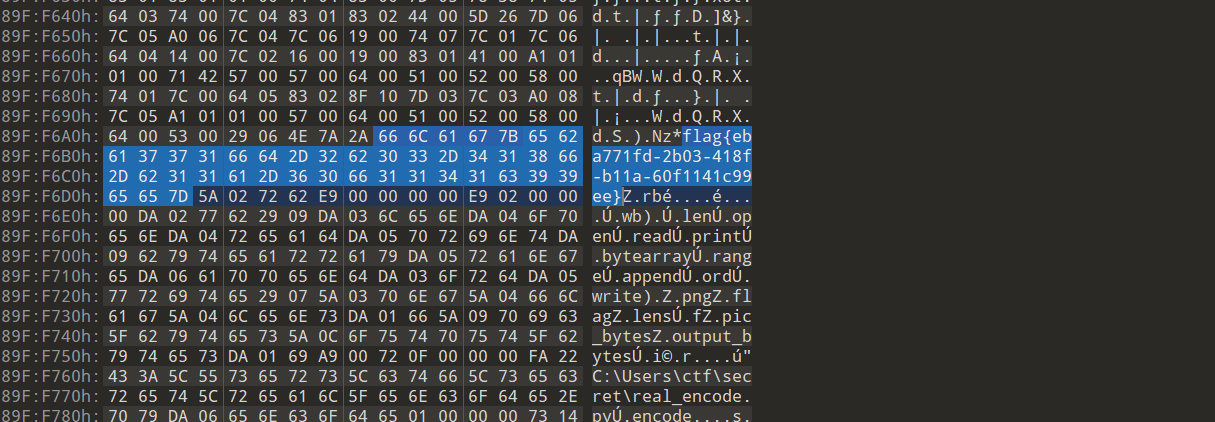 89F:F640h: 64 03 74 00 7C 04 83 01 83 02 44 00 5D 26 7D 06 d.t.|.ƒ.ƒ.D.]&}.
89F:F650h: 7C 05 A0 06 7C 04 7C 06 19 00 74 07 7C 01 7C 06 |. .|.|...t.|.|.
89F:F660h: 64 04 14 00 7C 02 16 00 19 00 83 01 41 00 A1 01 d...|.....ƒ.A.¡.
89F:F670h: 01 00 71 42 57 00 57 00 64 00 51 00 52 00 58 00 ..qBW.W.d.Q.R.X.
89F:F680h: 74 01 7C 00 64 05 83 02 8F 10 7D 03 7C 03 A0 08 t.|.d.ƒ...}.|. .
89F:F690h: 7C 05 A1 01 01 00 57 00 64 00 51 00 52 00 58 00 |.¡...W.d.Q.R.X.
89F:F6A0h: 64 00 53 00 29 06 4E 7A 2A 66 6C 61 67 7B 65 62 d.S.).Nz*flag{eb
89F:F6B0h: 61 37 37 31 66 64 2D 32 62 30 33 2D 34 31 38 66 a771fd-2b03-418f
89F:F6C0h: 2D 62 31 31 61 2D 36 30 66 31 31 34 31 63 39 39 -b11a-60f1141c99
89F:F6D0h: 65 65 7D 5A 02 72 62 E9 00 00 00 00 E9 02 00 00 ee}Z.rbé....é...
89F:F6E0h: 00 DA 02 77 62 29 09 DA 03 6C 65 6E DA 04 6F 70 .Ú.wb).Ú.lenÚ.op
89F:F6F0h: 65 6E DA 04 72 65 61 64 DA 05 70 72 69 6E 74 DA enÚ.readÚ.printÚ
89F:F700h: 09 62 79 74 65 61 72 72 61 79 DA 05 72 61 6E 67 .bytearrayÚ.rang
89F:F710h: 65 DA 06 61 70 70 65 6E 64 DA 03 6F 72 64 DA 05 eÚ.appendÚ.ordÚ.
89F:F720h: 77 72 69 74 65 29 07 5A 03 70 6E 67 5A 04 66 6C write).Z.pngZ.fl
89F:F730h: 61 67 5A 04 6C 65 6E 73 DA 01 66 5A 09 70 69 63 agZ.lensÚ.fZ.pic
89F:F740h: 5F 62 79 74 65 73 5A 0C 6F 75 74 70 75 74 5F 62 _bytesZ.output_b
89F:F750h: 79 74 65 73 DA 01 69 A9 00 72 0F 00 00 00 FA 22 ytesÚ.i©.r....ú"
89F:F760h: 43 3A 5C 55 73 65 72 73 5C 63 74 66 5C 73 65 63 C:\Users\ctf\sec
89F:F770h: 72 65 74 5C 72 65 61 6C 5F 65 6E 63 6F 64 65 2E ret\real_encode.
89F:F780h: 70 79 DA 06 65 6E 63 6F 64 65 01 00 00 00 73 14 pyÚ.encode....s.